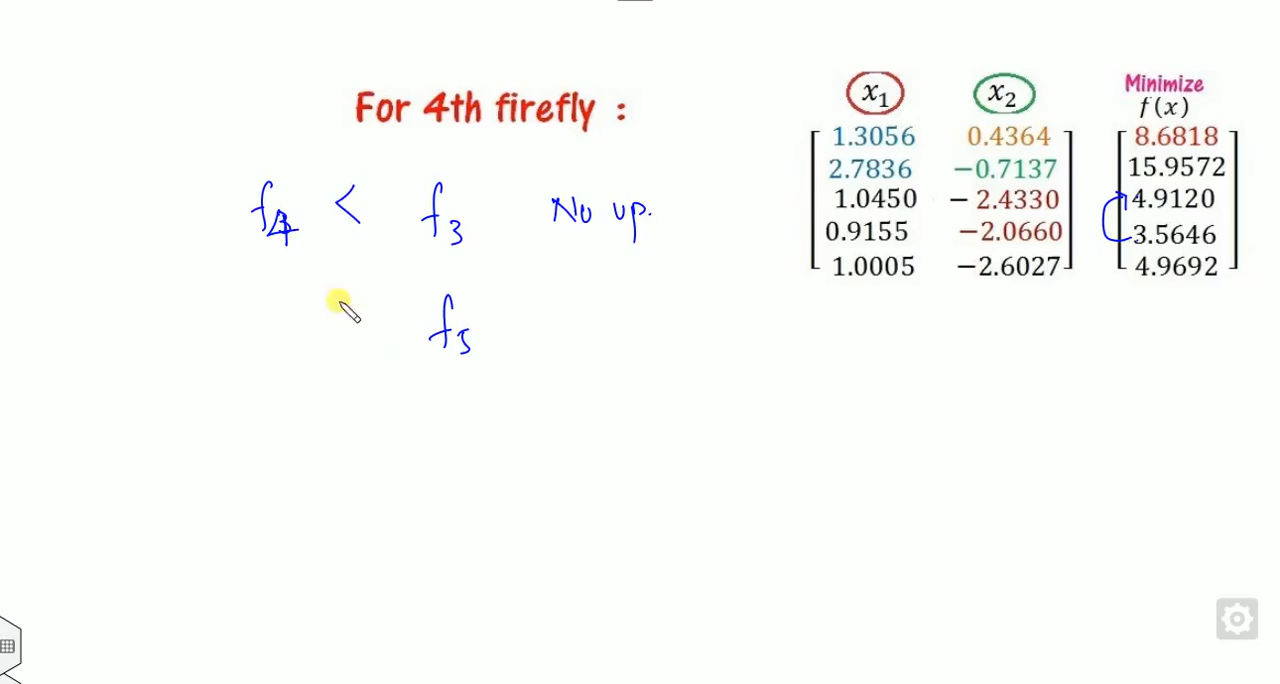 For 4th firefly :
f4 < f3 No up.
f5
x1 x2 Minimize f(x)
1.3056 0.4364 8.6818
2.7836 −0.7137 15.9572
1.0450 − 2.4330 4.9120
0.9155 −2.0660 3.5646
1.0005 −2.6027 4.9692